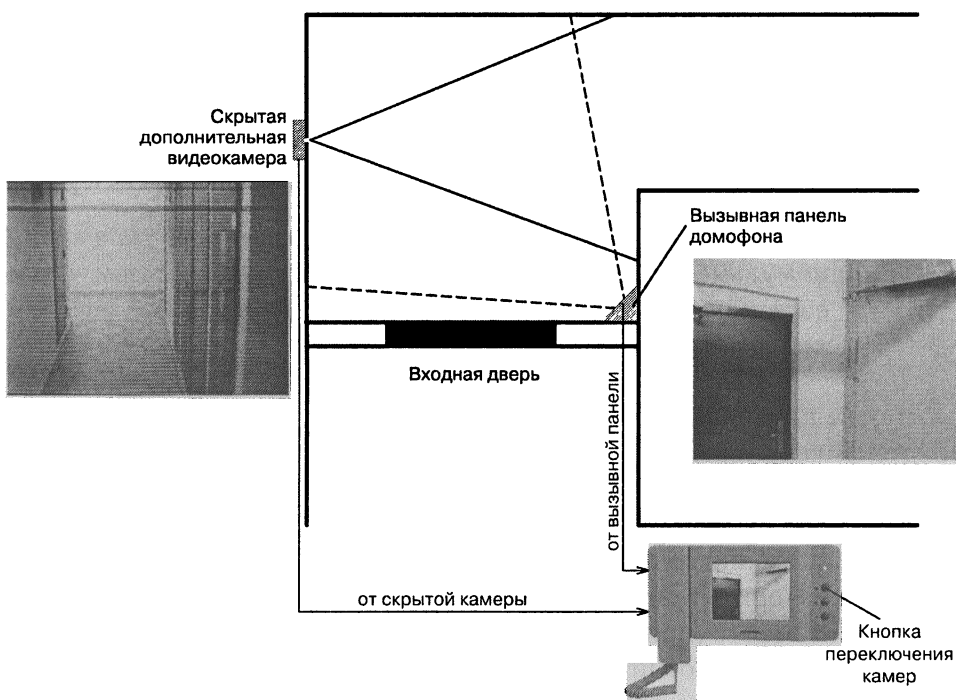 Скрытая
дополнительная
видеокамера
Вызывная панель
домофона
Входная дверь
от вызывной панели
от скрытой камеры
Кнопка
переключения
камер